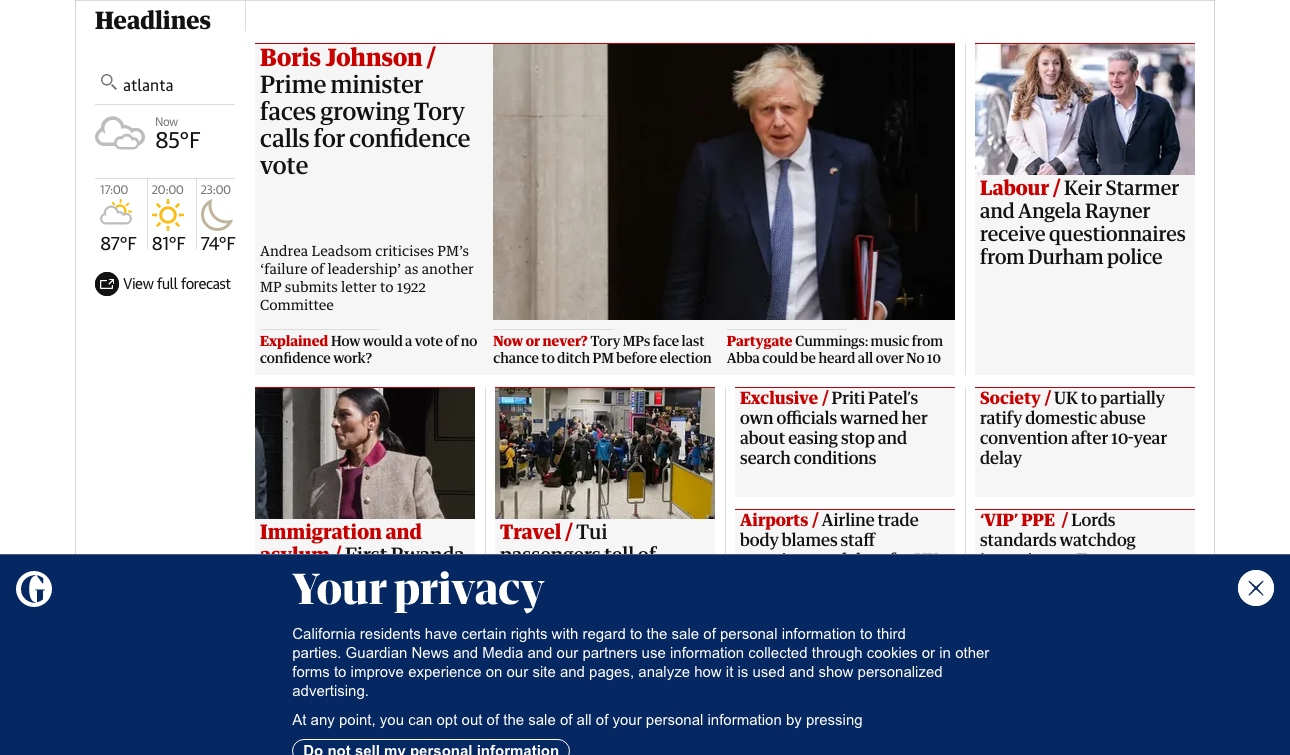 Headlines
atlanta
Now
85°F
17:00
20:00
23:00
87°F
81°F
74°F
View full forecast
Boris Johnson /
Prime minister
faces growing Tory
calls for confidence
vote
Andrea Leadsom criticises PM's
'failure of leadership' as another
MP submits letter to 1922
Committee
Explained How would a vote of no
confidence work?
Now or never? Tory MPs face last
chance to ditch PM before election
Partygate Cummings: music from
Abba could be heard all over No 10
Labour / Keir Starmer
and Angela Rayner
receive questionnaires
from Durham police
Immigration and
asylum / First Rwanda
Travel / Tui
passengers tell of
Exclusive / Priti Patel's
own officials warned her
about easing stop and
search conditions
Airports / Airline trade
body blames staff
Society / UK to partially
ratify domestic abuse
convention after 10-year
delay
'VIP' PPE / Lords
standards watchdog
G
Your privacy
California residents have certain rights with regard to the sale of personal information to third
parties. Guardian News and Media and our partners use information collected through cookies or in other
forms to improve experience on our site and pages, analyze how it is used and show personalized
advertising.
At any point, you can opt out of the sale of all of your personal information by pressing
Do not sell my personal information